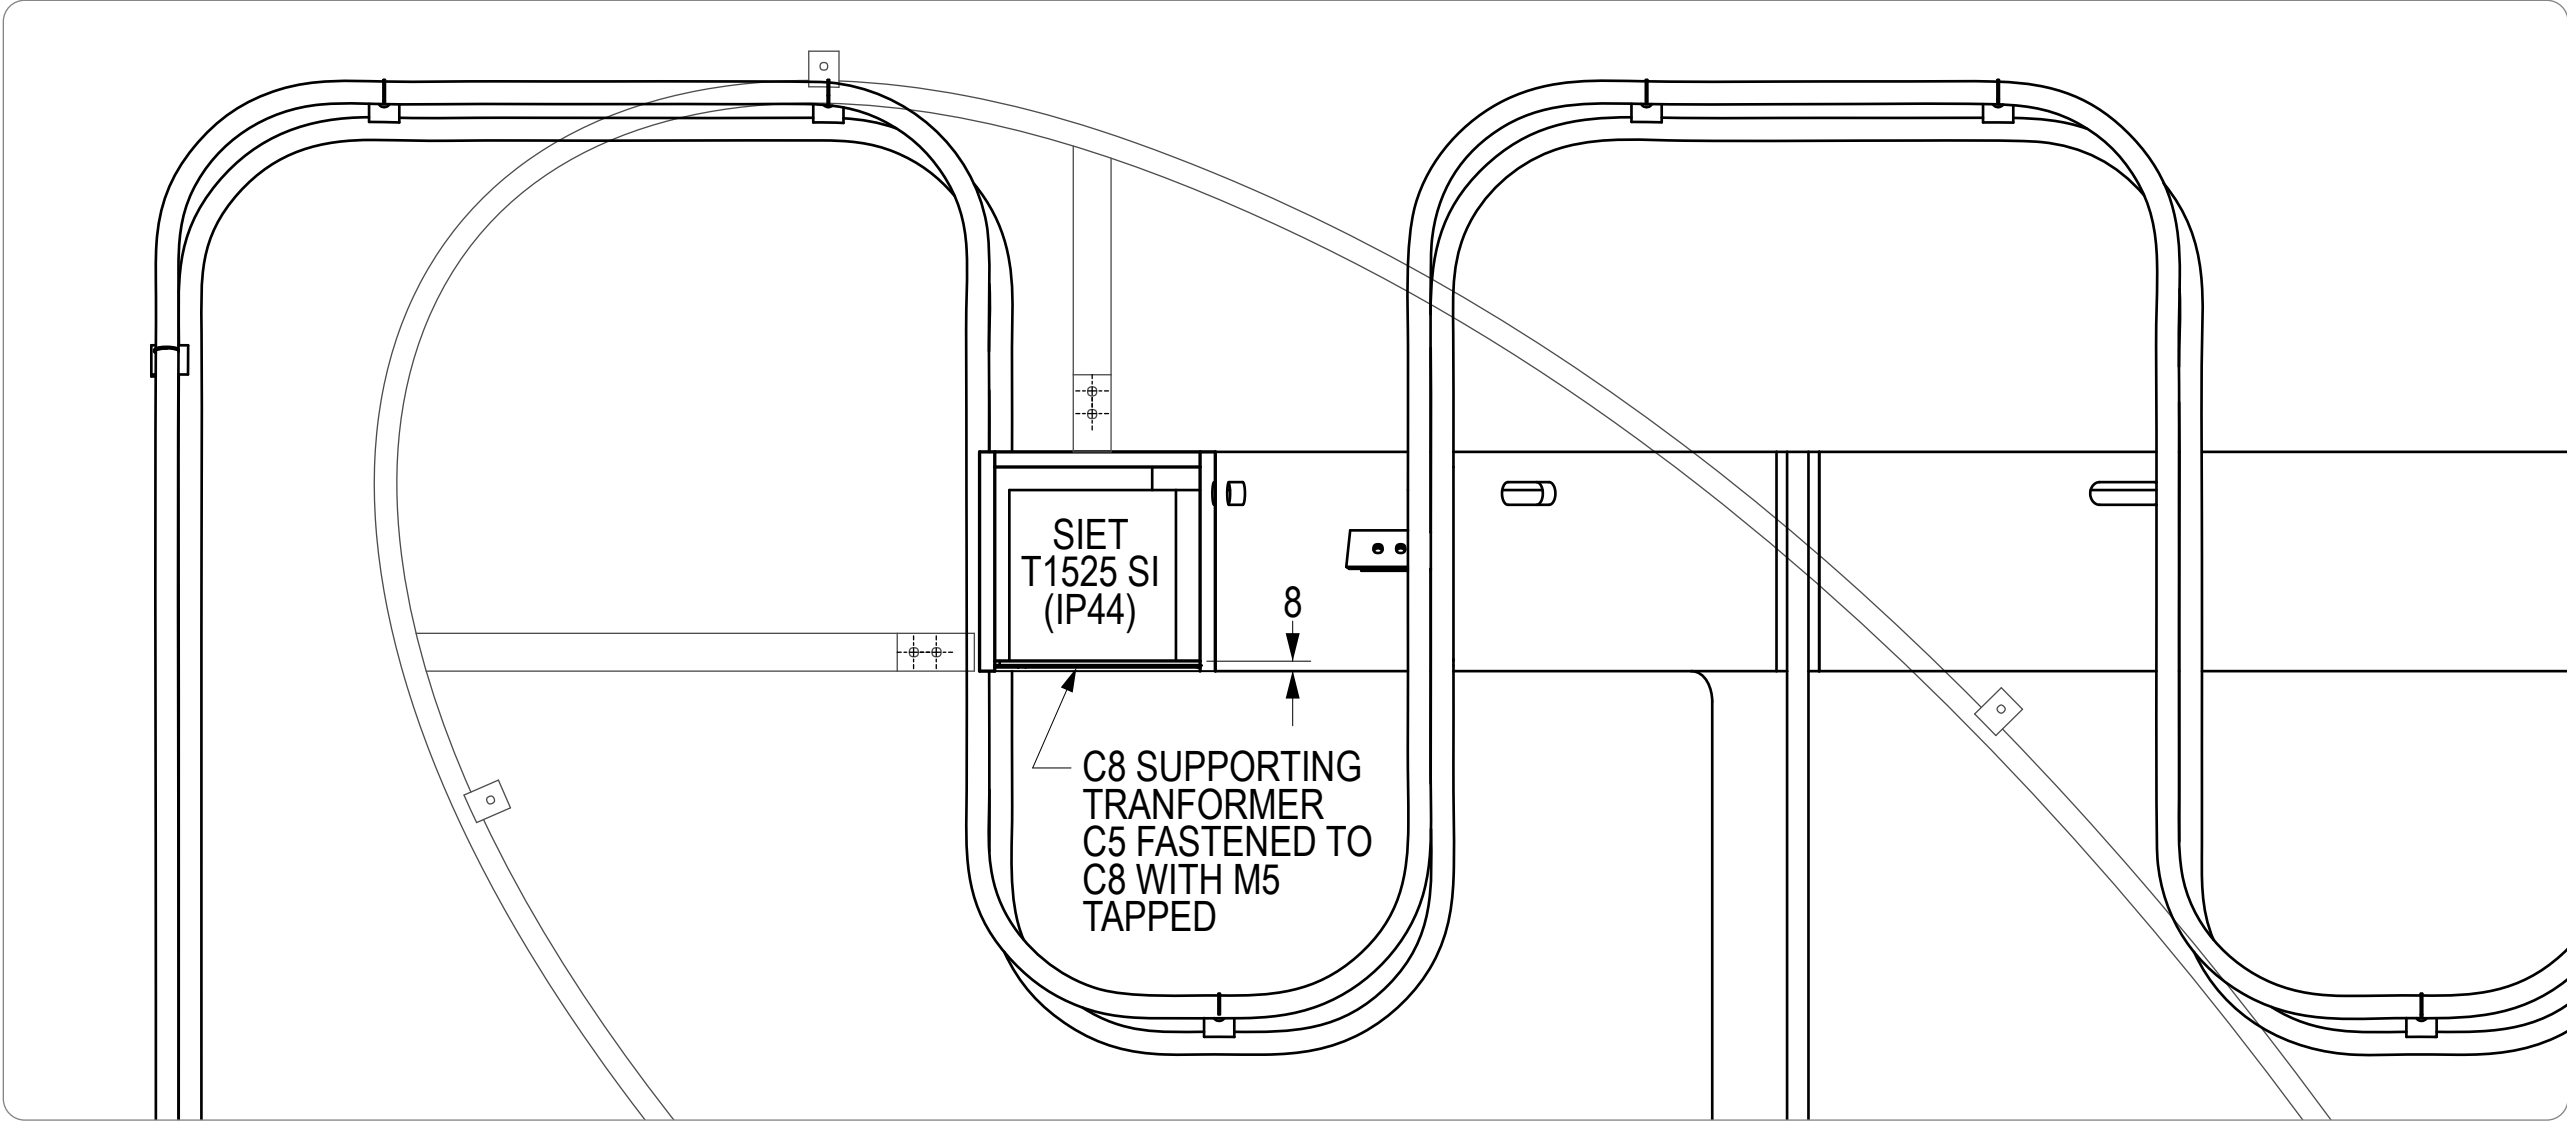 SIET
T1525 SI
(IP44)
8
C8 SUPPORTING
TRANFORMER
C5 FASTENED TO
C8 WITH M5
TAPPED